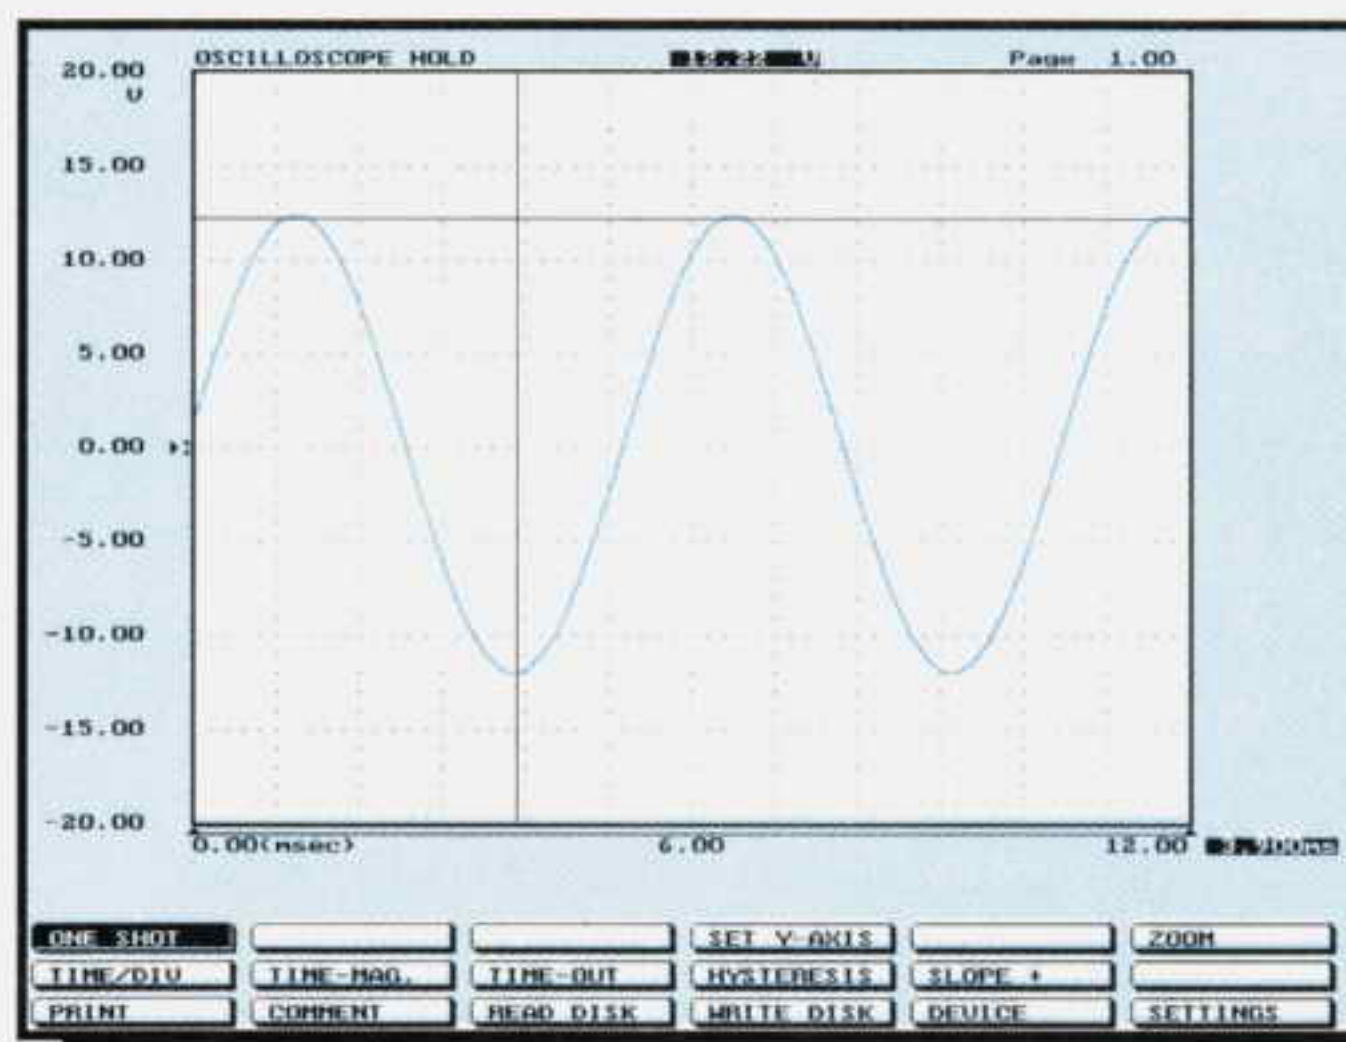 OSCILLOSCOPE HOLD
Page 1.00
20.00
V
15.00
10.00
5.00
0.00
-5.00
-10.00
-15.00
-20.00
0.00(msec) 6.00 12.00
ONE SHOT SET Y-AXIS ZOOM
TIME/DIV TIME-MAG. TIME-OUT HYSTERESIS SLOPE +
PRINT COMMENT READ DISK WRITE DISK DEVICE SETTINGS